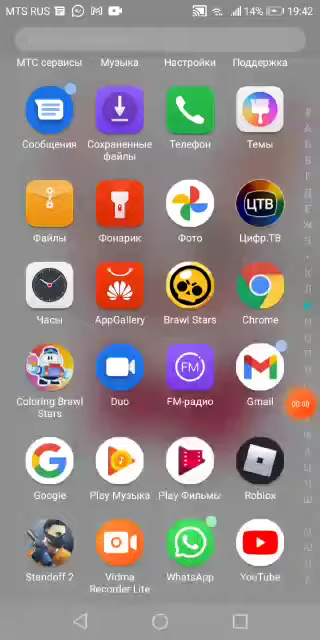 MTS RUS 14% 19:42
МТС сервисы Музыка Настройки Поддержка
Сообщения Сохраненные файлы Телефон Темы
ЦТВ
Файлы Фонарик Фото Цифр.ТВ
HUAWEI
Часы AppGallery Brawl Stars Chrome
FM
Coloring Brawl Stars Duo FM-радио Gmail
00:00
Google Play Музыка Play Фильмы Roblox
Standoff 2 Vidma Recorder Lite WhatsApp YouTube